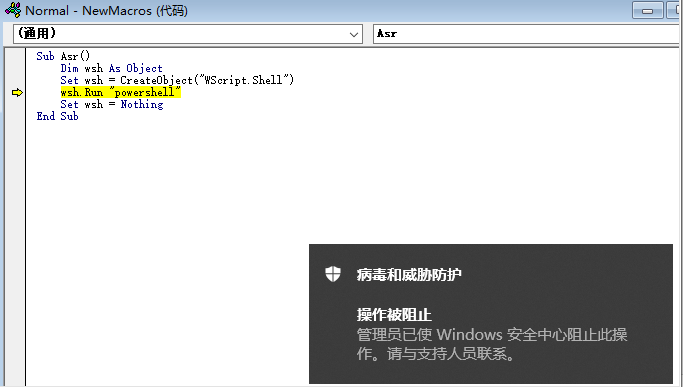 Normal - NewMacros (代码)
(通用)
Asr
Sub Asr()
Dim wsh As Object
Set wsh = CreateObject("WScript.Shell")
wsh.Run "powershell"
Set wsh = Nothing
End Sub
病毒和威胁防护
操作被阻止
管理员已使 Windows 安全中心阻止此操
作。请与支持人员联系。